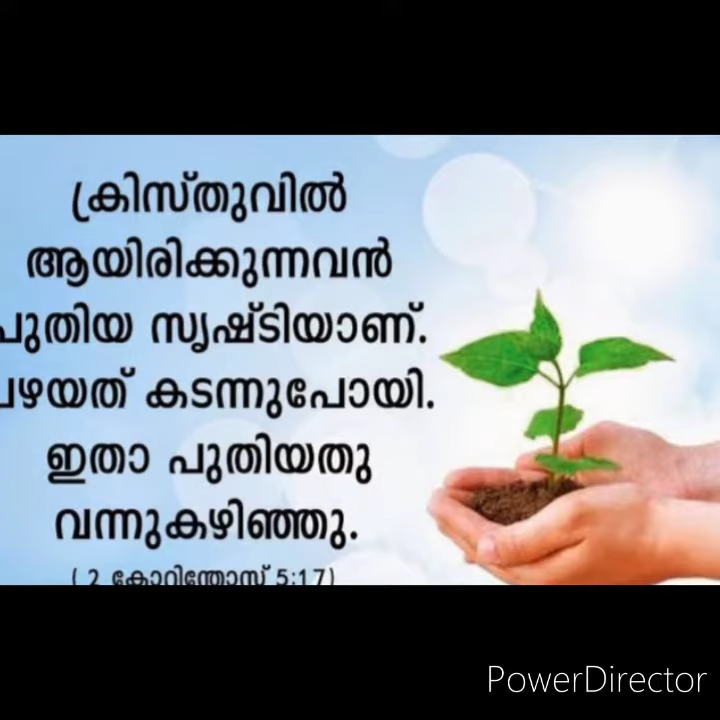 ക്രിസ്തുവിൽ
ആയിരിക്കുന്നവൻ
പുതിയ സൃഷ്ടിയാണ്.
പഴയത് കടന്നുപോയി.
ഇതാ പുതിയതു
വന്നുകഴിഞ്ഞു.
( 2 കോറിന്തോസ് 5:17)
PowerDirector